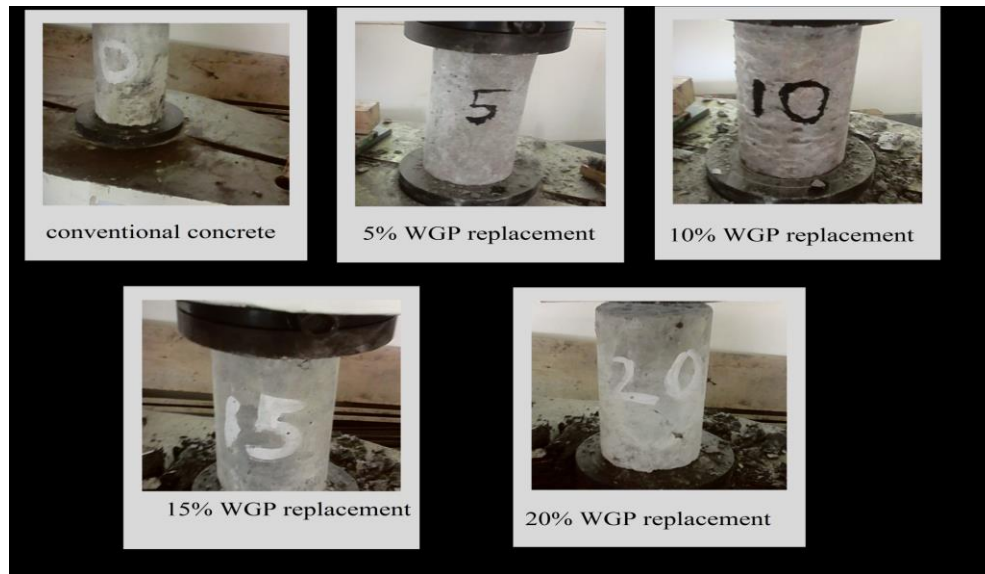 0
conventional concrete
5
5% WGP replacement
10
10% WGP replacement
15
15% WGP replacement
20
20% WGP replacement